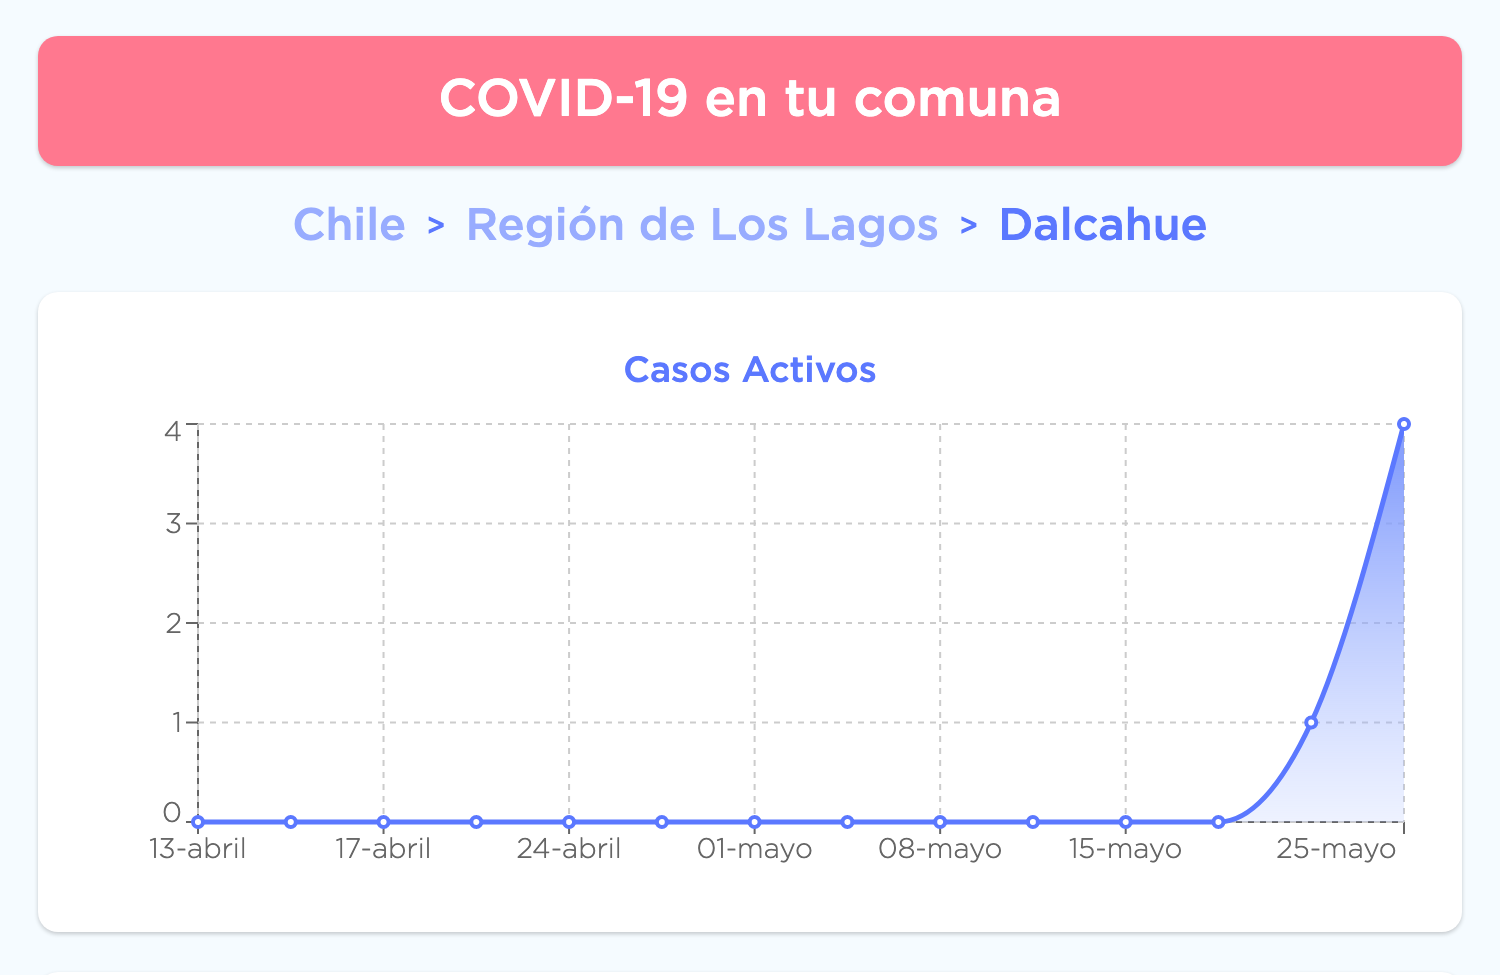 COVID-19 en tu comuna
Chile > Región de Los Lagos > Dalcahue
Casos Activos
4
3
2
1
0
13-abril 17-abril 24-abril 01-mayo 08-mayo 15-mayo 25-mayo